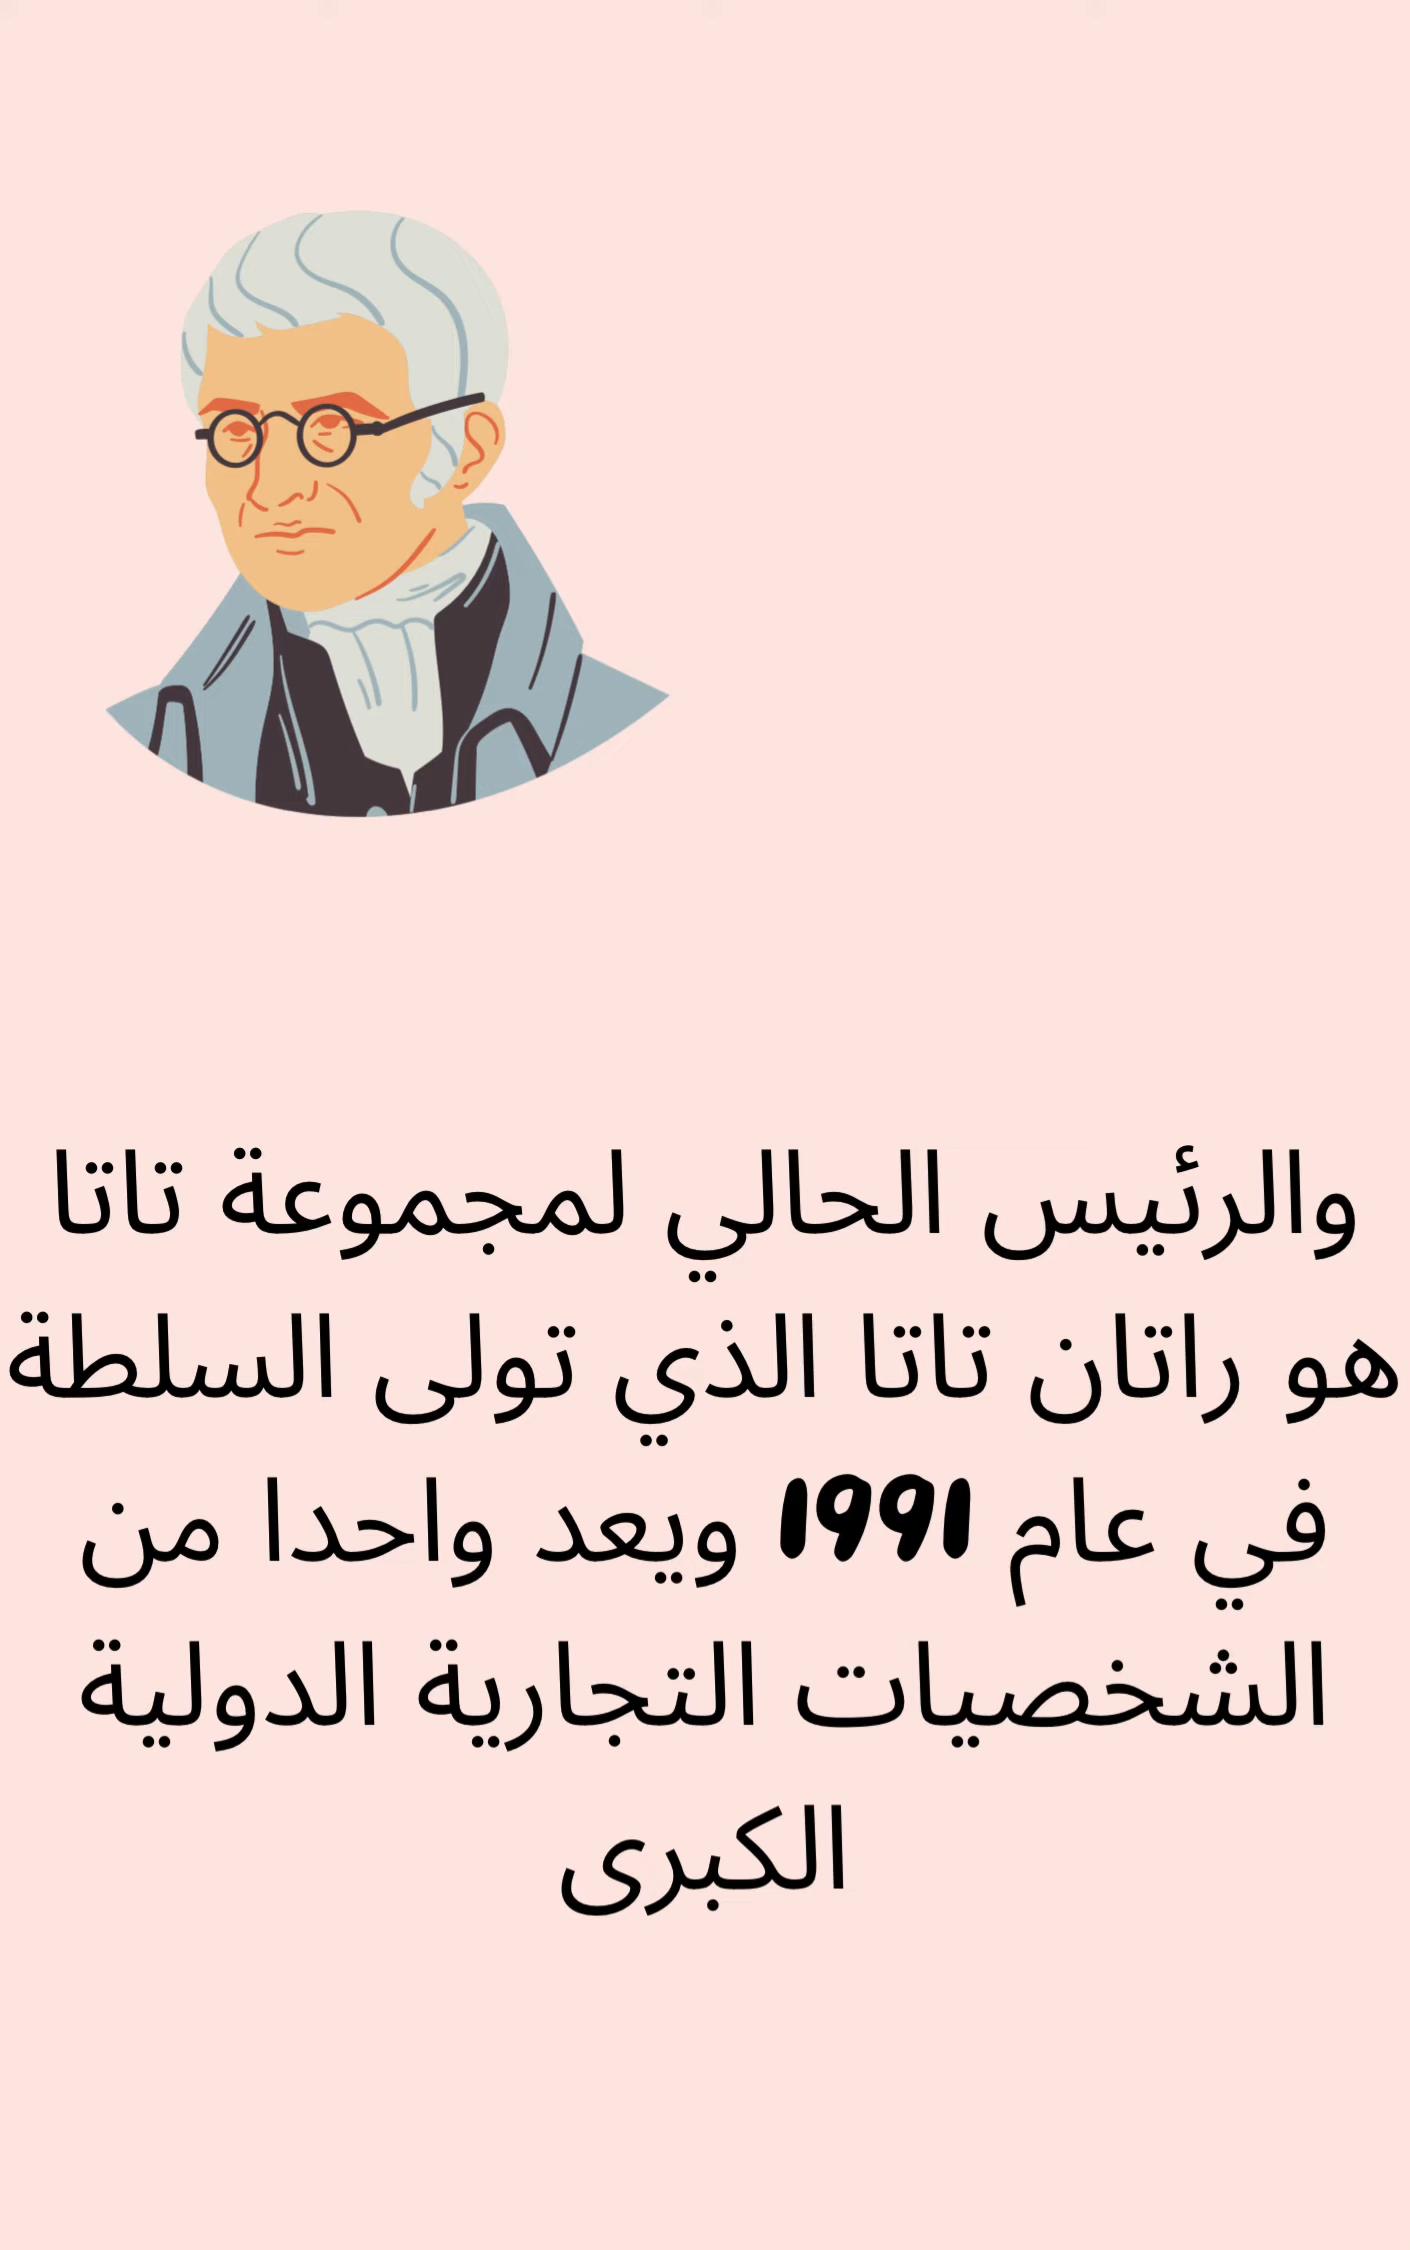 والرئيس الحالي لمجموعة تاتا
هو راتان تاتا الذي تولى السلطة
في عام 1991 ويعد واحدا من
الشخصيات التجارية الدولية
الكبرى